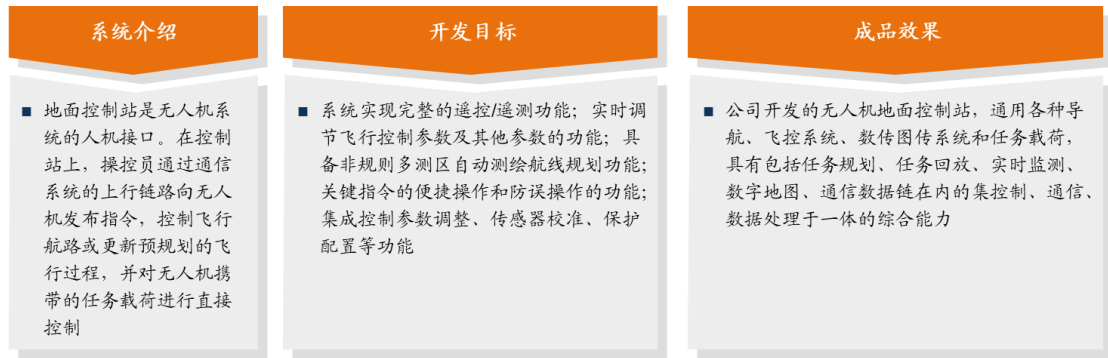 系统介绍
地面控制站是无人机系
统的人机接口。在控制
站上，操控员通过通信
系统的上行链路向无人
机发布指令，控制飞行
航路或更新预规划的飞
行过程，并对无人机携
带的任务载荷进行直接
控制
开发目标
系统实现完整的遥控/遥测功能；实时调
节飞行控制参数及其他参数的功能；具
备非规则多测区自动测绘航线规划功能；
关键指令的便捷操作和防误操作的功能；
集成控制参数调整、传感器校准、保护
配置等功能
成品效果
公司开发的无人机地面控制站，通用各种导
航、飞控系统、数传图传系统和任务载荷，
具有包括任务规划、任务回放、实时监测、
数字地图、通信数据链在内的集控制、通信、
数据处理于一体的综合能力